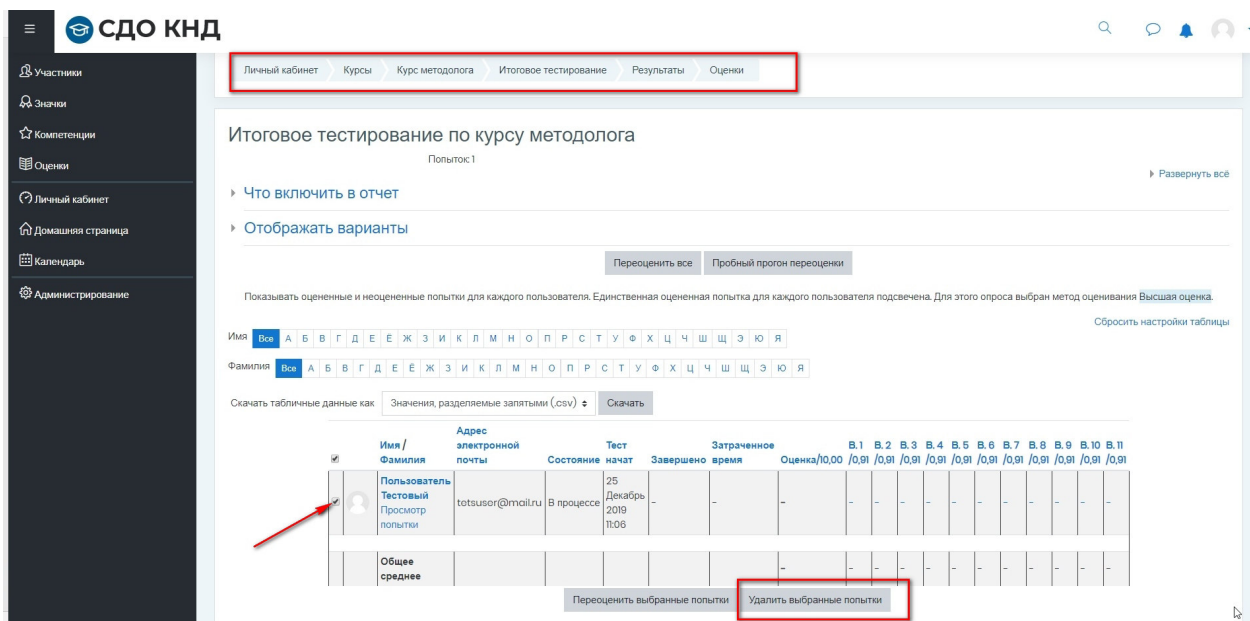 СДО КНД
Участники
Значки
Компетенции
Оценки
Личный кабинет
Домашняя страница
Календарь
Администрирование
Личный кабинет Курсы Курс методолога Итоговое тестирование Результаты Оценки
Итоговое тестирование по курсу методолога
Попыток: 1
Развернуть всё
Что включить в отчет
Отображать варианты
Переоценить все Пробный прогон переоценки
Показывать оцененные и неоцененные попытки для каждого пользователя. Единственная оцененная попытка для каждого пользователя подсвечена. Для этого опроса выбран метод оценивания Высшая оценка.
Сбросить настройки таблицы
Имя Все А Б В Г Д Е Ё Ж З И К Л М Н О П Р С Т У Ф Х Ц Ч Ш Щ Э Ю Я
Фамилия Все А Б В Г Д Е Ё Ж З И К Л М Н О П Р С Т У Ф Х Ц Ч Ш Щ Э Ю Я
Скачать табличные данные как Значения, разделяемые запятыми (.csv) Скачать
Адрес
Имя / электронной Тест Затраченное В. 1 В. 2 В. 3 В. 4 В. 5 В. 6 В. 7 В. 8 В. 9 В. 10 В. 11
Фамилия почты Состояние начат Завершено время Оценка/10,00 /0,91 /0,91 /0,91 /0,91 /0,91 /0,91 /0,91 /0,91 /0,91 /0,91 /0,91
Пользователь 25
Тестовый tetsuser@mail.ru В процессе Декабрь - - - - - - - - - - - - - -
Просмотр 2019
попытки 11:06
Общее - - - - - - - - - - - -
среднее
Переоценить выбранные попытки Удалить выбранные попытки